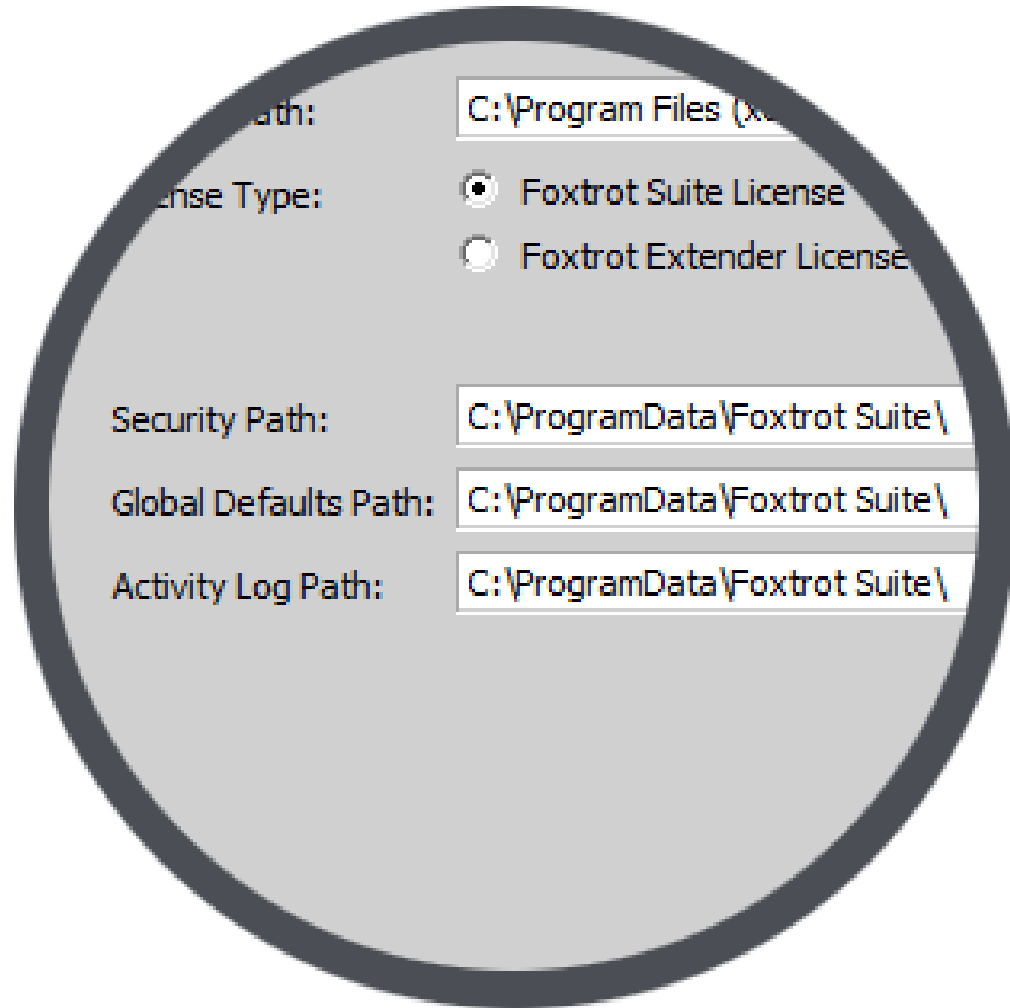 C:\Program Files
Type:
Foxtrot Suite License
Foxtrot Extender License
Security Path:
C:\ProgramData\Foxtrot Suite\
Global Defaults Path:
C:\ProgramData\Foxtrot Suite\
Activity Log Path:
C:\ProgramData\Foxtrot Suite\